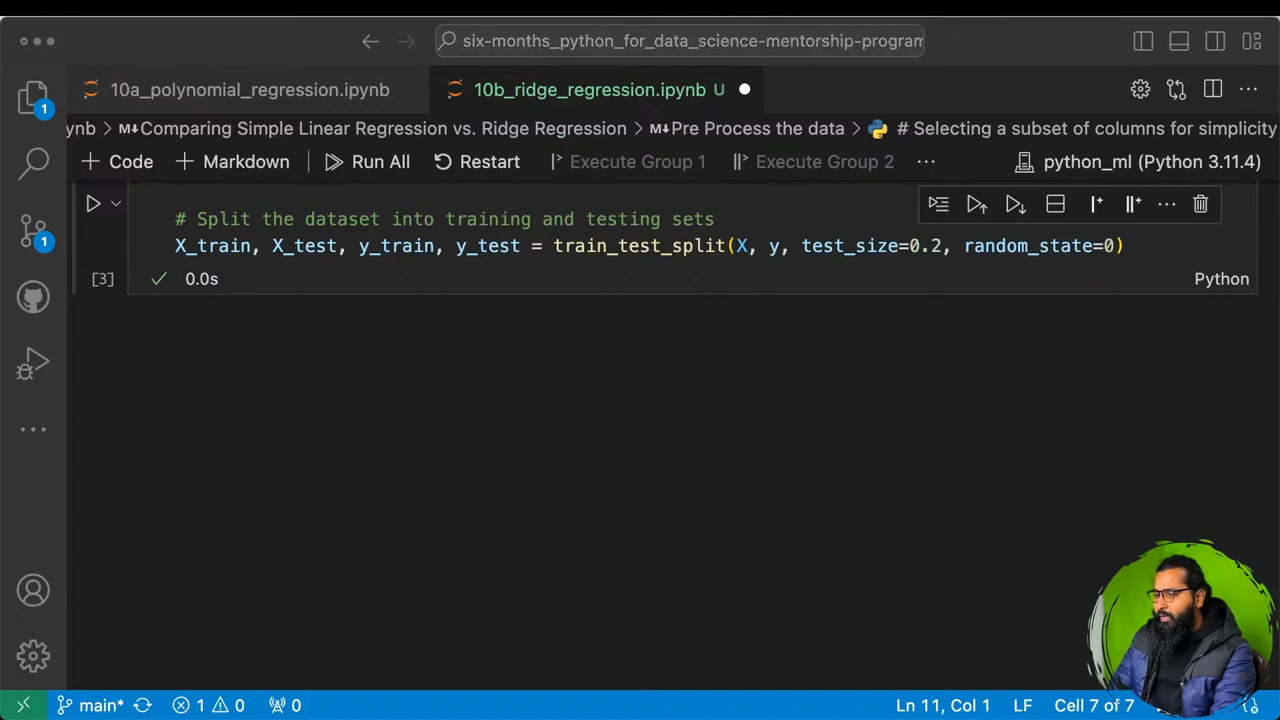 six-months_python_for_data_science-mentorship-program
10a_polynomial_regression.ipynb
10b_ridge_regression.ipynb U
1
ynb > M↓Comparing Simple Linear Regression vs. Ridge Regression > M↓Pre Process the data > # Selecting a subset of columns for simplicity
+ Code + Markdown Run All Restart Execute Group 1 Execute Group 2 ... python_ml (Python 3.11.4)
# Split the dataset into training and testing sets
X_train, X_test, y_train, y_test = train_test_split(X, y, test_size=0.2, random_state=0)
1
[3] 0.0s Python
main* 1 0 0 Ln 11, Col 1 LF Cell 7 of 7